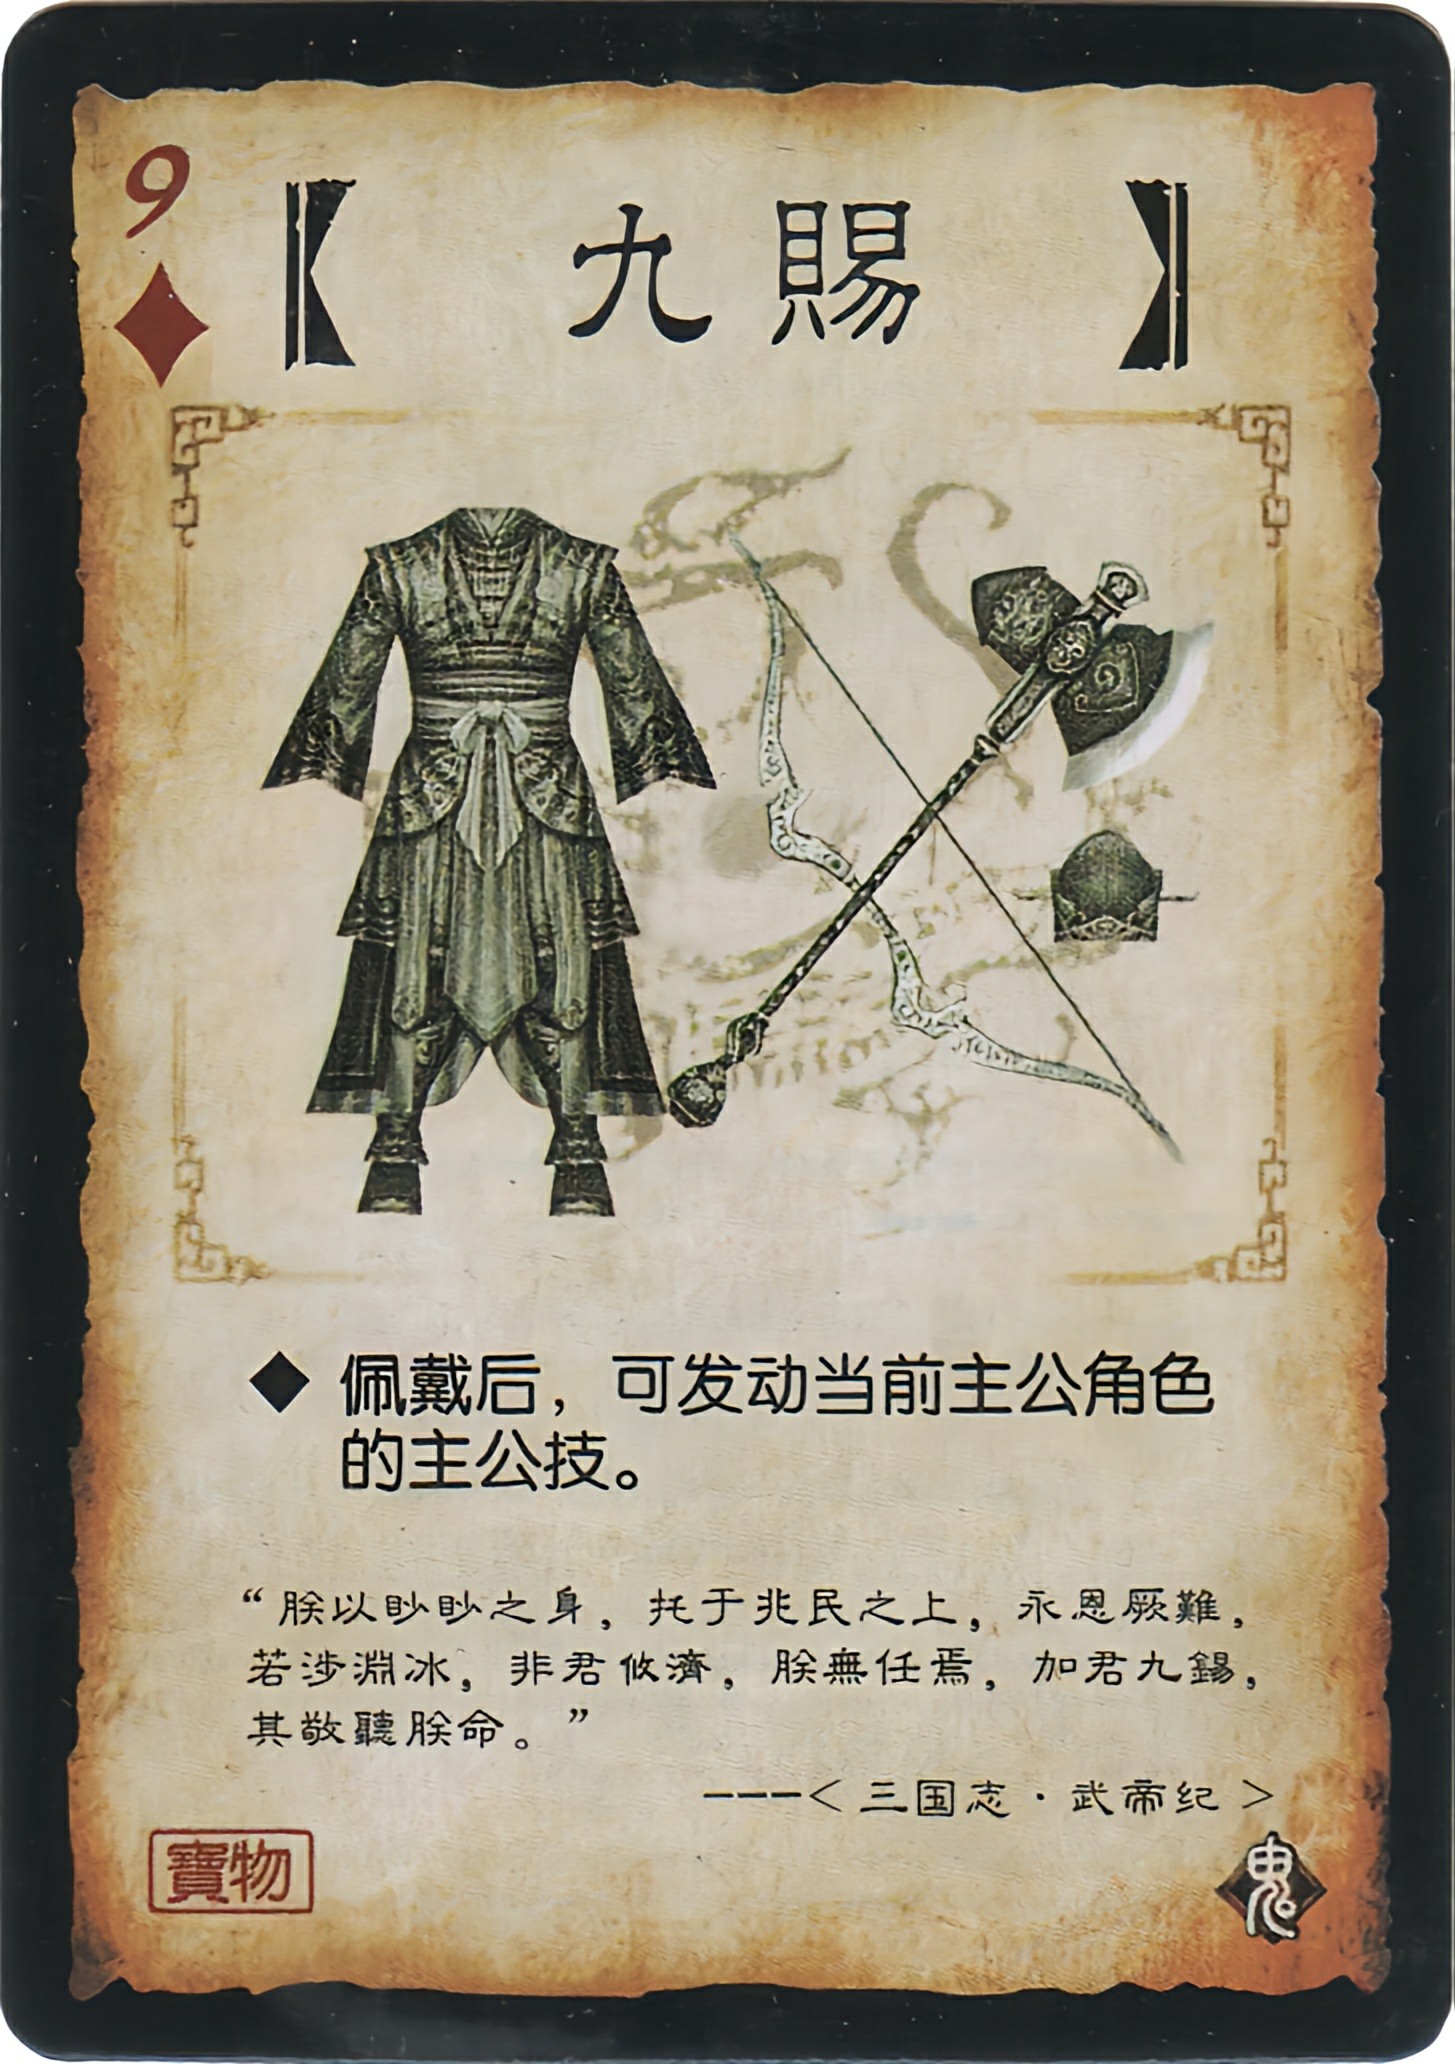 9
【 九賜 】
◆ 佩戴后，可发动当前主公角色
的主公技。
“朕以眇眇之身，托于兆民之上，永恩厥難，
若涉淵冰，非君攸濟，朕無任焉，加君九錫，
其敬聽朕命。”
---< 三国志·武帝纪 >
寶物
鬼